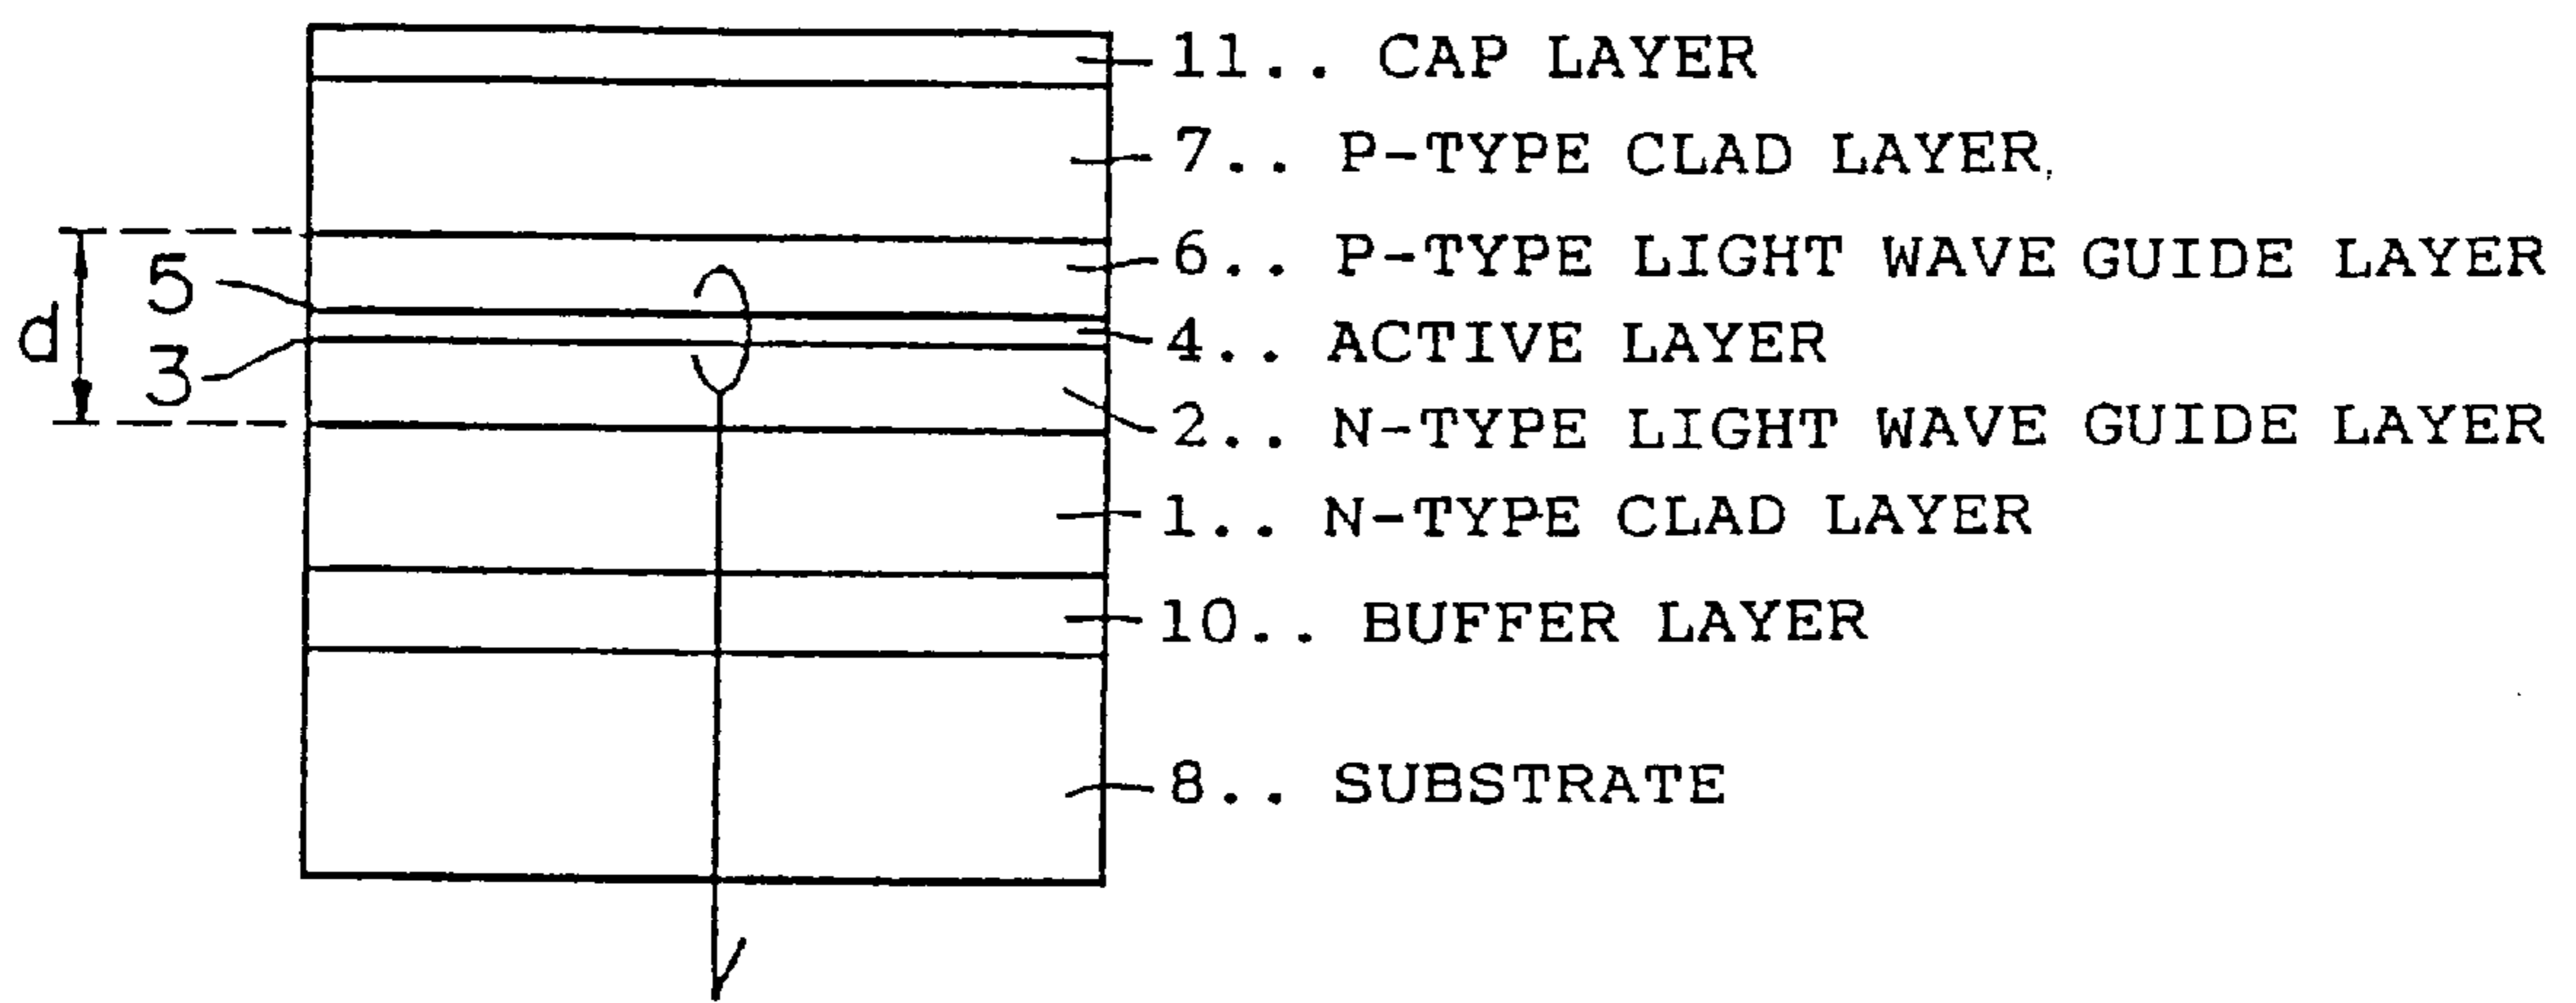 11.. CAP LAYER
7.. P-TYPE CLAD LAYER
6.. P-TYPE LIGHT WAVE GUIDE LAYER
5
d
4.. ACTIVE LAYER
3
2.. N-TYPE LIGHT WAVE GUIDE LAYER
1.. N-TYPE CLAD LAYER
10.. BUFFER LAYER
8.. SUBSTRATE